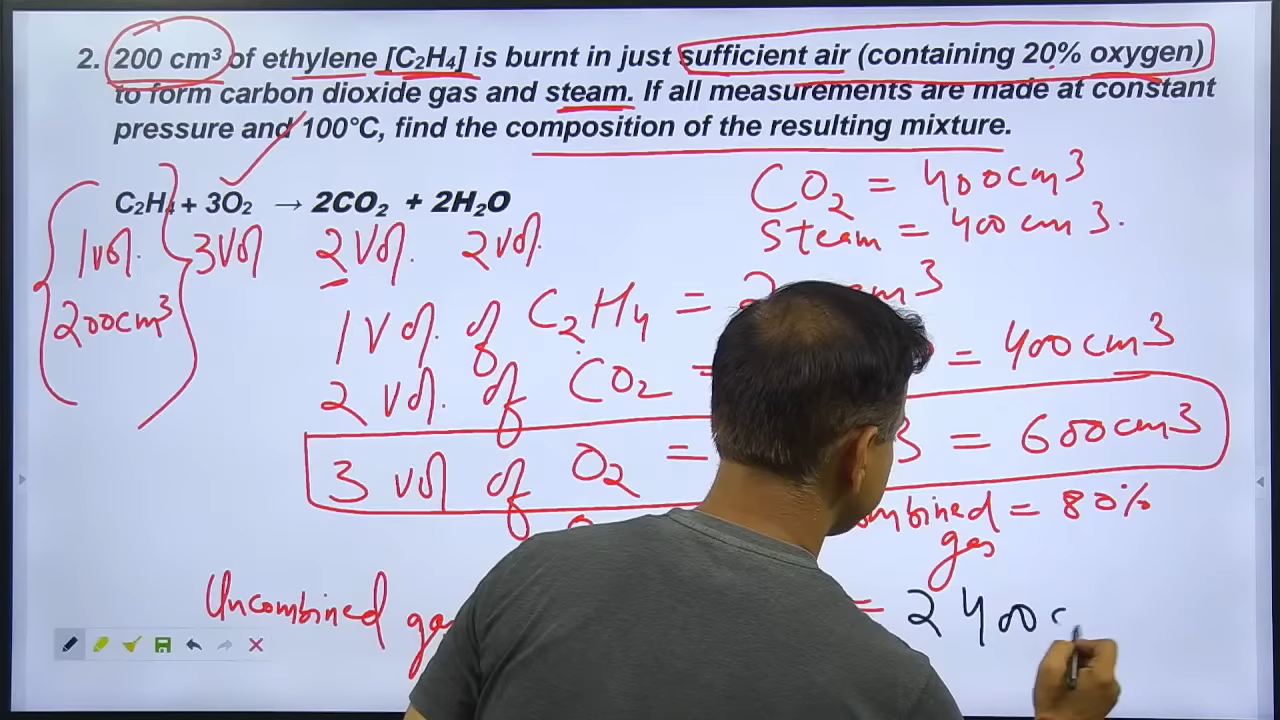 2. 200 cm³ of ethylene [C₂H₄] is burnt in just sufficient air (containing 20% oxygen)
to form carbon dioxide gas and steam. If all measurements are made at constant
pressure and 100°C, find the composition of the resulting mixture.
C₂H₄ + 3O₂ → 2CO₂ + 2H₂O
1vol. 3Vol 2Vol. 2vol.
200cm³
CO₂ = 400cm³
Steam = 400cm3.
1Vol. of C₂H₄ = cm3
2 Vol. of CO₂ = = 400cm3
3 vol of O₂ = 3 = 600cm3
= 80%
gas
Uncombined = 2400